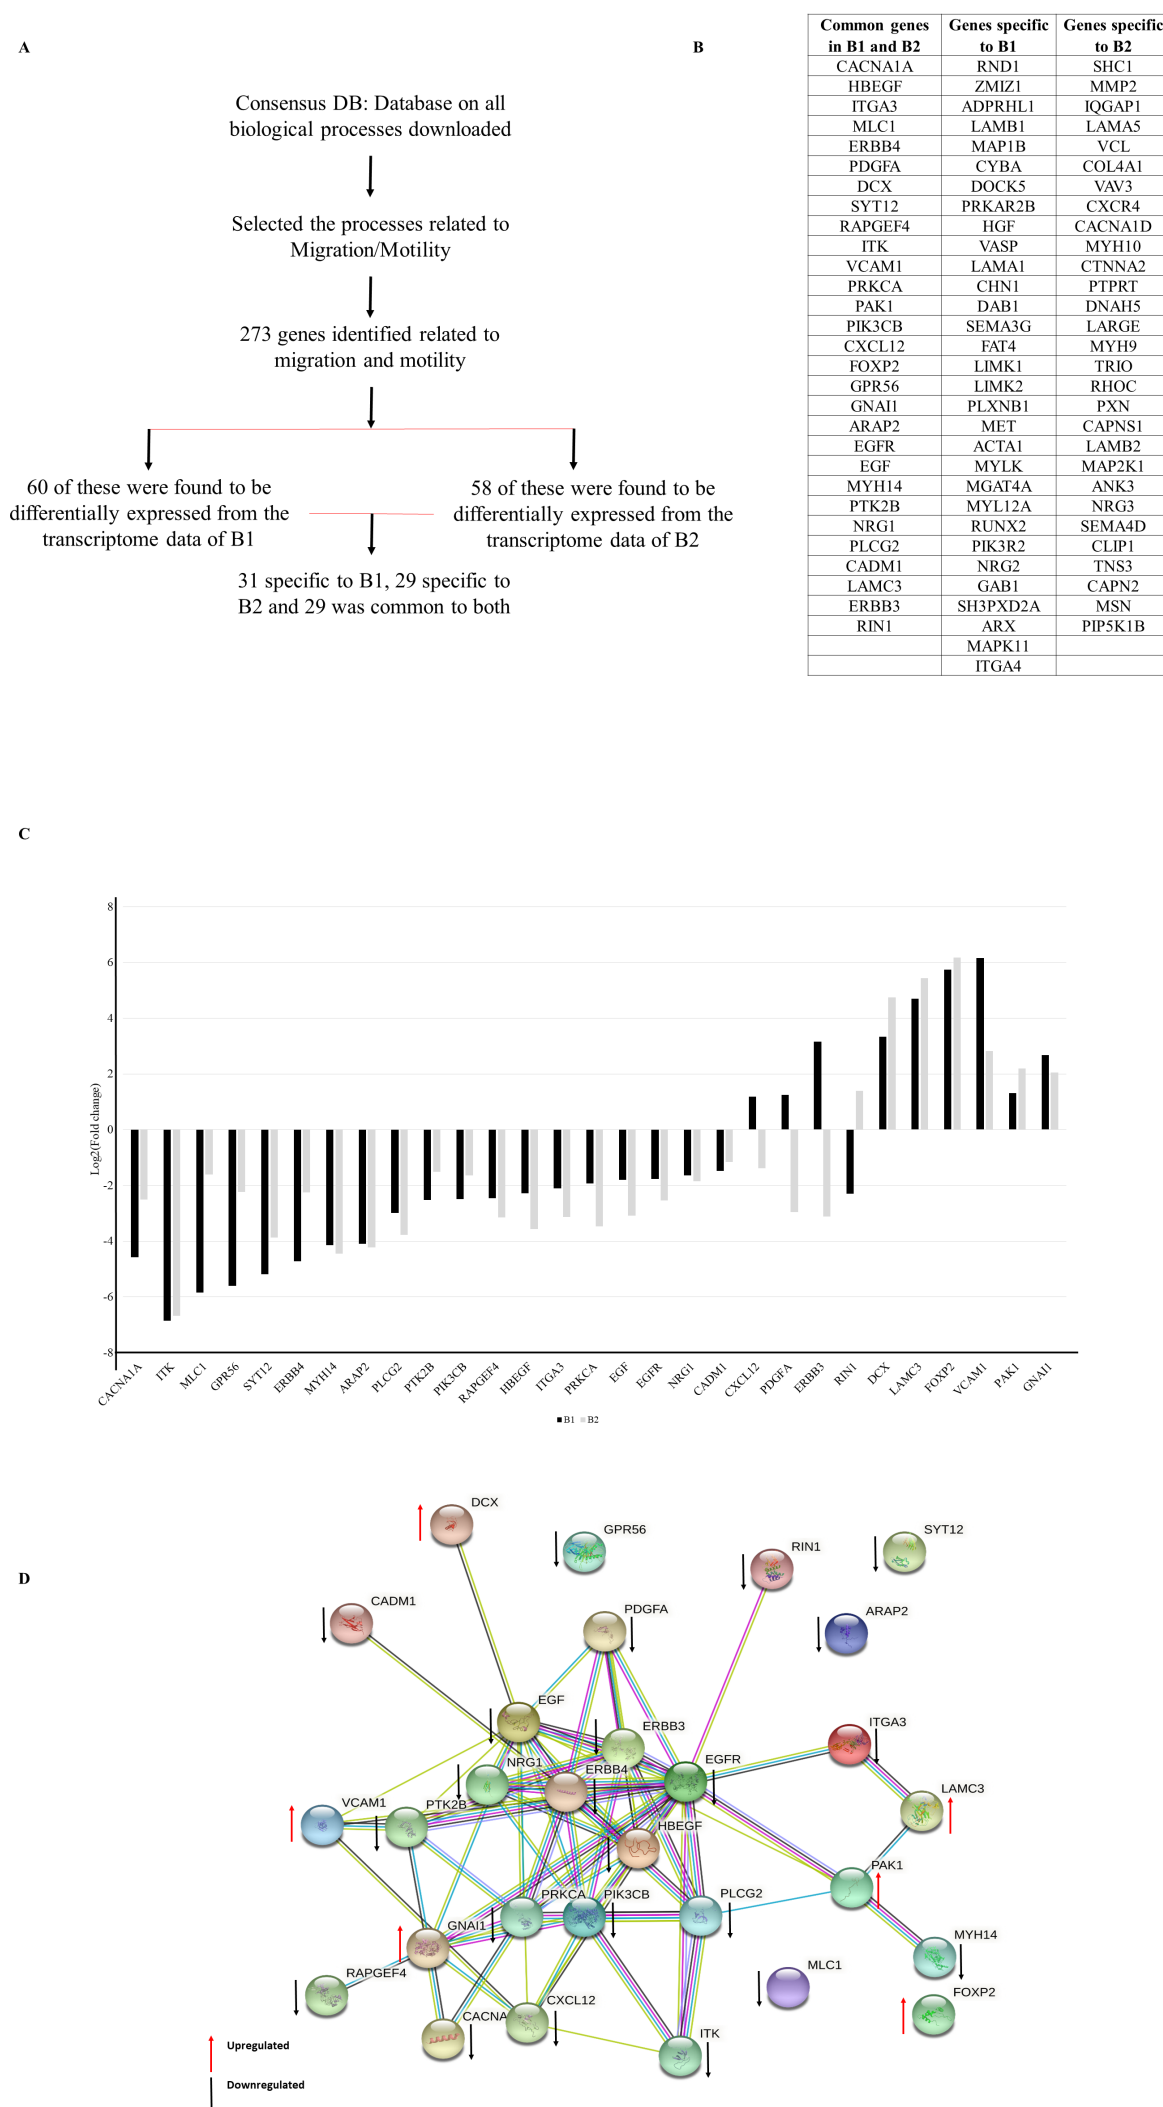 A
Consensus DB: Database on all
biological processes downloaded
Selected the processes related to
Migration/Motility
273 genes identified related to
migration and motility
60 of these were found to be
differentially expressed from the
transcriptome data of B1
58 of these were found to be
differentially expressed from the
transcriptome data of B2
31 specific to B1, 29 specific to
B2 and 29 was common to both
B
Common genes in B1 and B2 Genes specific to B1 Genes specific to B2
CACNA1A RND1 SHC1
HBEGF ZMIZ1 MMP2
ITGA3 ADPRHL1 IQGAP1
MLC1 LAMB1 LAMA5
ERBB4 MAP1B VCL
PDGFA CYBA COL4A1
DCX DOCK5 VAV3
SYT12 PRKAR2B CXCR4
RAPGEF4 HGF CACNA1D
ITK VASP MYH10
VCAM1 LAMA1 CTNNA2
PRKCA CHN1 PTPRT
PAK1 DAB1 DNAH5
PIK3CB SEMA3G LARGE
CXCL12 FAT4 MYH9
FOXP2 LIMK1 TRIO
GPR56 LIMK2 RHOC
GNAI1 PLXNB1 PXN
ARAP2 MET CAPNS1
EGFR ACTA1 LAMB2
EGF MYLK MAP2K1
MYH14 MGAT4A ANK3
PTK2B MYL12A NRG3
NRG1 RUNX2 SEMA4D
PLCG2 PIK3R2 CLIP1
CADM1 NRG2 TNS3
LAMC3 GAB1 CAPN2
ERBB3 SH3PXD2A MSN
RIN1 ARX PIP5K1B
MAPK11
ITGA4
C
Log2(Fold change)
8
6
4
2
0
-2
-4
-6
-8
CACNA1A ITK MLC1 GPR56 SYT12 ERBB4 MYH14 ARAP2 PLCG2 PTK2B PIK3CB RAPGEF4 HBEGF ITGA3 PRKCA EGF EGFR NRG1 CADM1 CXCL12 PDGFA ERBB3 RIN1 DCX LAMC3 FOXP2 VCAM1 PAK1 GNAI1
B1 B2
D
DCX
GPR56
SYT12
RIN1
CADM1
PDGFA
ARAP2
EGF
ERBB3
ITGA3
NRG1
ERBB4
EGFR
LAMC3
VCAM1
PTK2B
HBEGF
PAK1
PRKCA
PIK3CB
PLCG2
GNAI1
MYH14
RAPGEF4
MLC1
FOXP2
CACNA
CXCL12
ITK
Upregulated
Downregulated